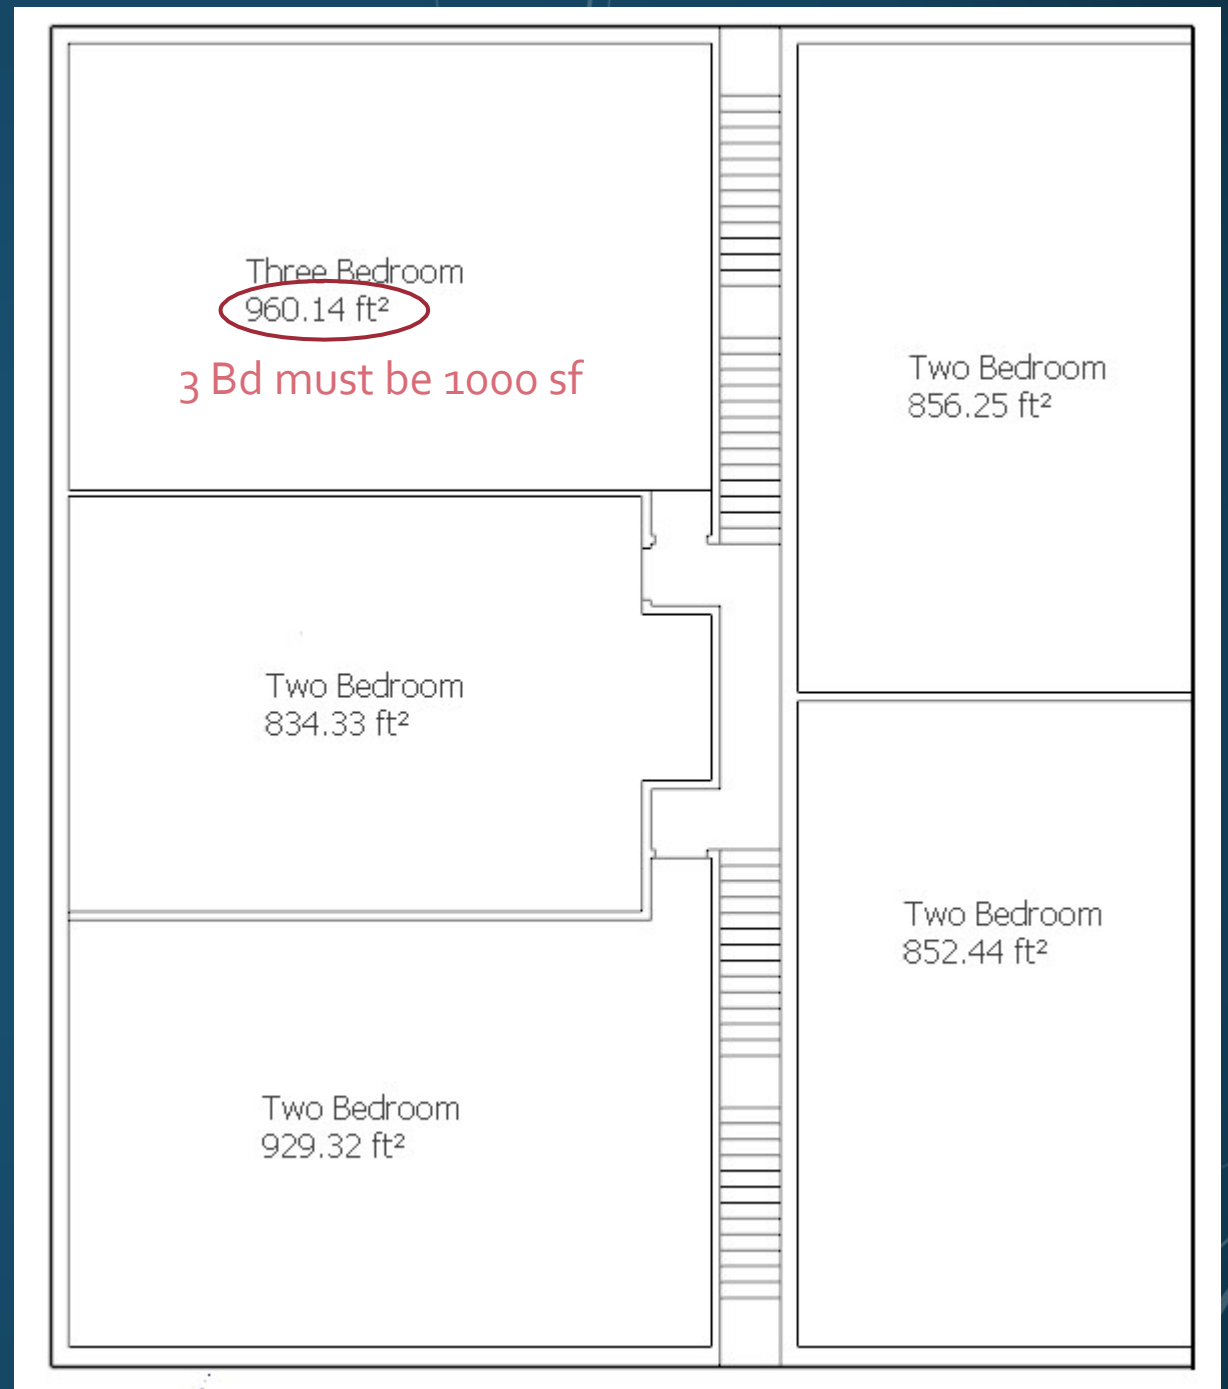 Three Bedroom
960.14 ft²
3 Bd must be 1000 sf
Two Bedroom
856.25 ft²
Two Bedroom
834.33 ft²
Two Bedroom
852.44 ft²
Two Bedroom
929.32 ft²